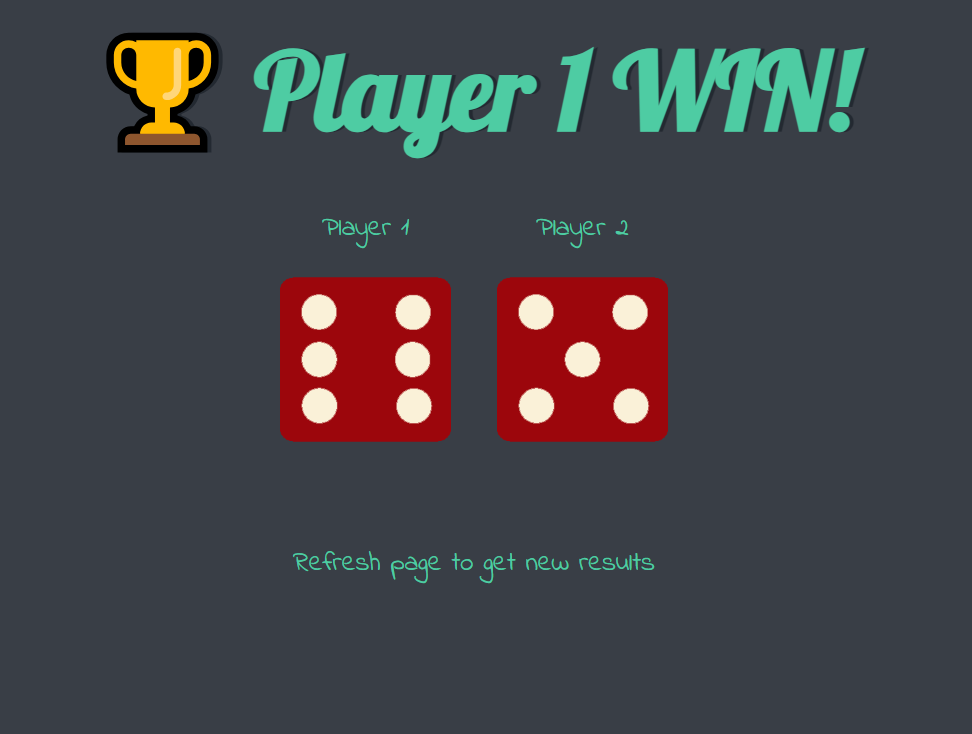 🏆 Player 1 WIN!
Player 1
Player 2
Refresh page to get new results